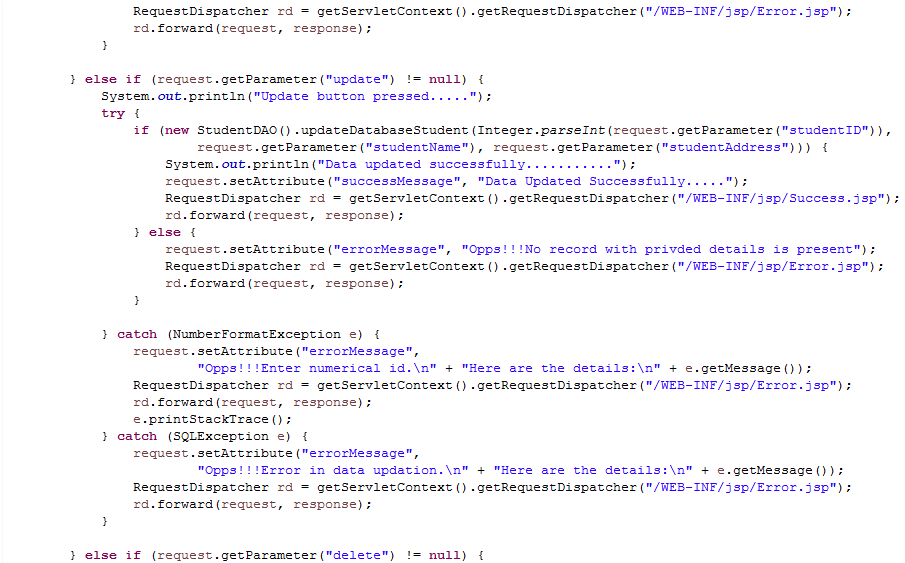 RequestDispatcher rd = getServletContext().getRequestDispatcher("/WEB-INF/jsp/Error.jsp");
rd.forward(request, response);
}
} else if (request.getParameter("update") != null) {
System.out.println("Update button pressed.....");
try {
if (new StudentDAO().updateDatabaseStudent(Integer.parseInt(request.getParameter("studentID")),
request.getParameter("studentName"), request.getParameter("studentAddress"))) {
System.out.println("Data updated successfully...........");
request.setAttribute("successMessage", "Data Updated Successfully.....");
RequestDispatcher rd = getServletContext().getRequestDispatcher("/WEB-INF/jsp/Success.jsp");
rd.forward(request, response);
} else {
request.setAttribute("errorMessage", "Opps!!!No record with privded details is present");
RequestDispatcher rd = getServletContext().getRequestDispatcher("/WEB-INF/jsp/Error.jsp");
rd.forward(request, response);
}
} catch (NumberFormatException e) {
request.setAttribute("errorMessage",
"Opps!!!Enter numerical id.\n" + "Here are the details:\n" + e.getMessage());
RequestDispatcher rd = getServletContext().getRequestDispatcher("/WEB-INF/jsp/Error.jsp");
rd.forward(request, response);
e.printStackTrace();
} catch (SQLException e) {
request.setAttribute("errorMessage",
"Opps!!!Error in data updation.\n" + "Here are the details:\n" + e.getMessage());
RequestDispatcher rd = getServletContext().getRequestDispatcher("/WEB-INF/jsp/Error.jsp");
rd.forward(request, response);
}
} else if (request.getParameter("delete") != null) {